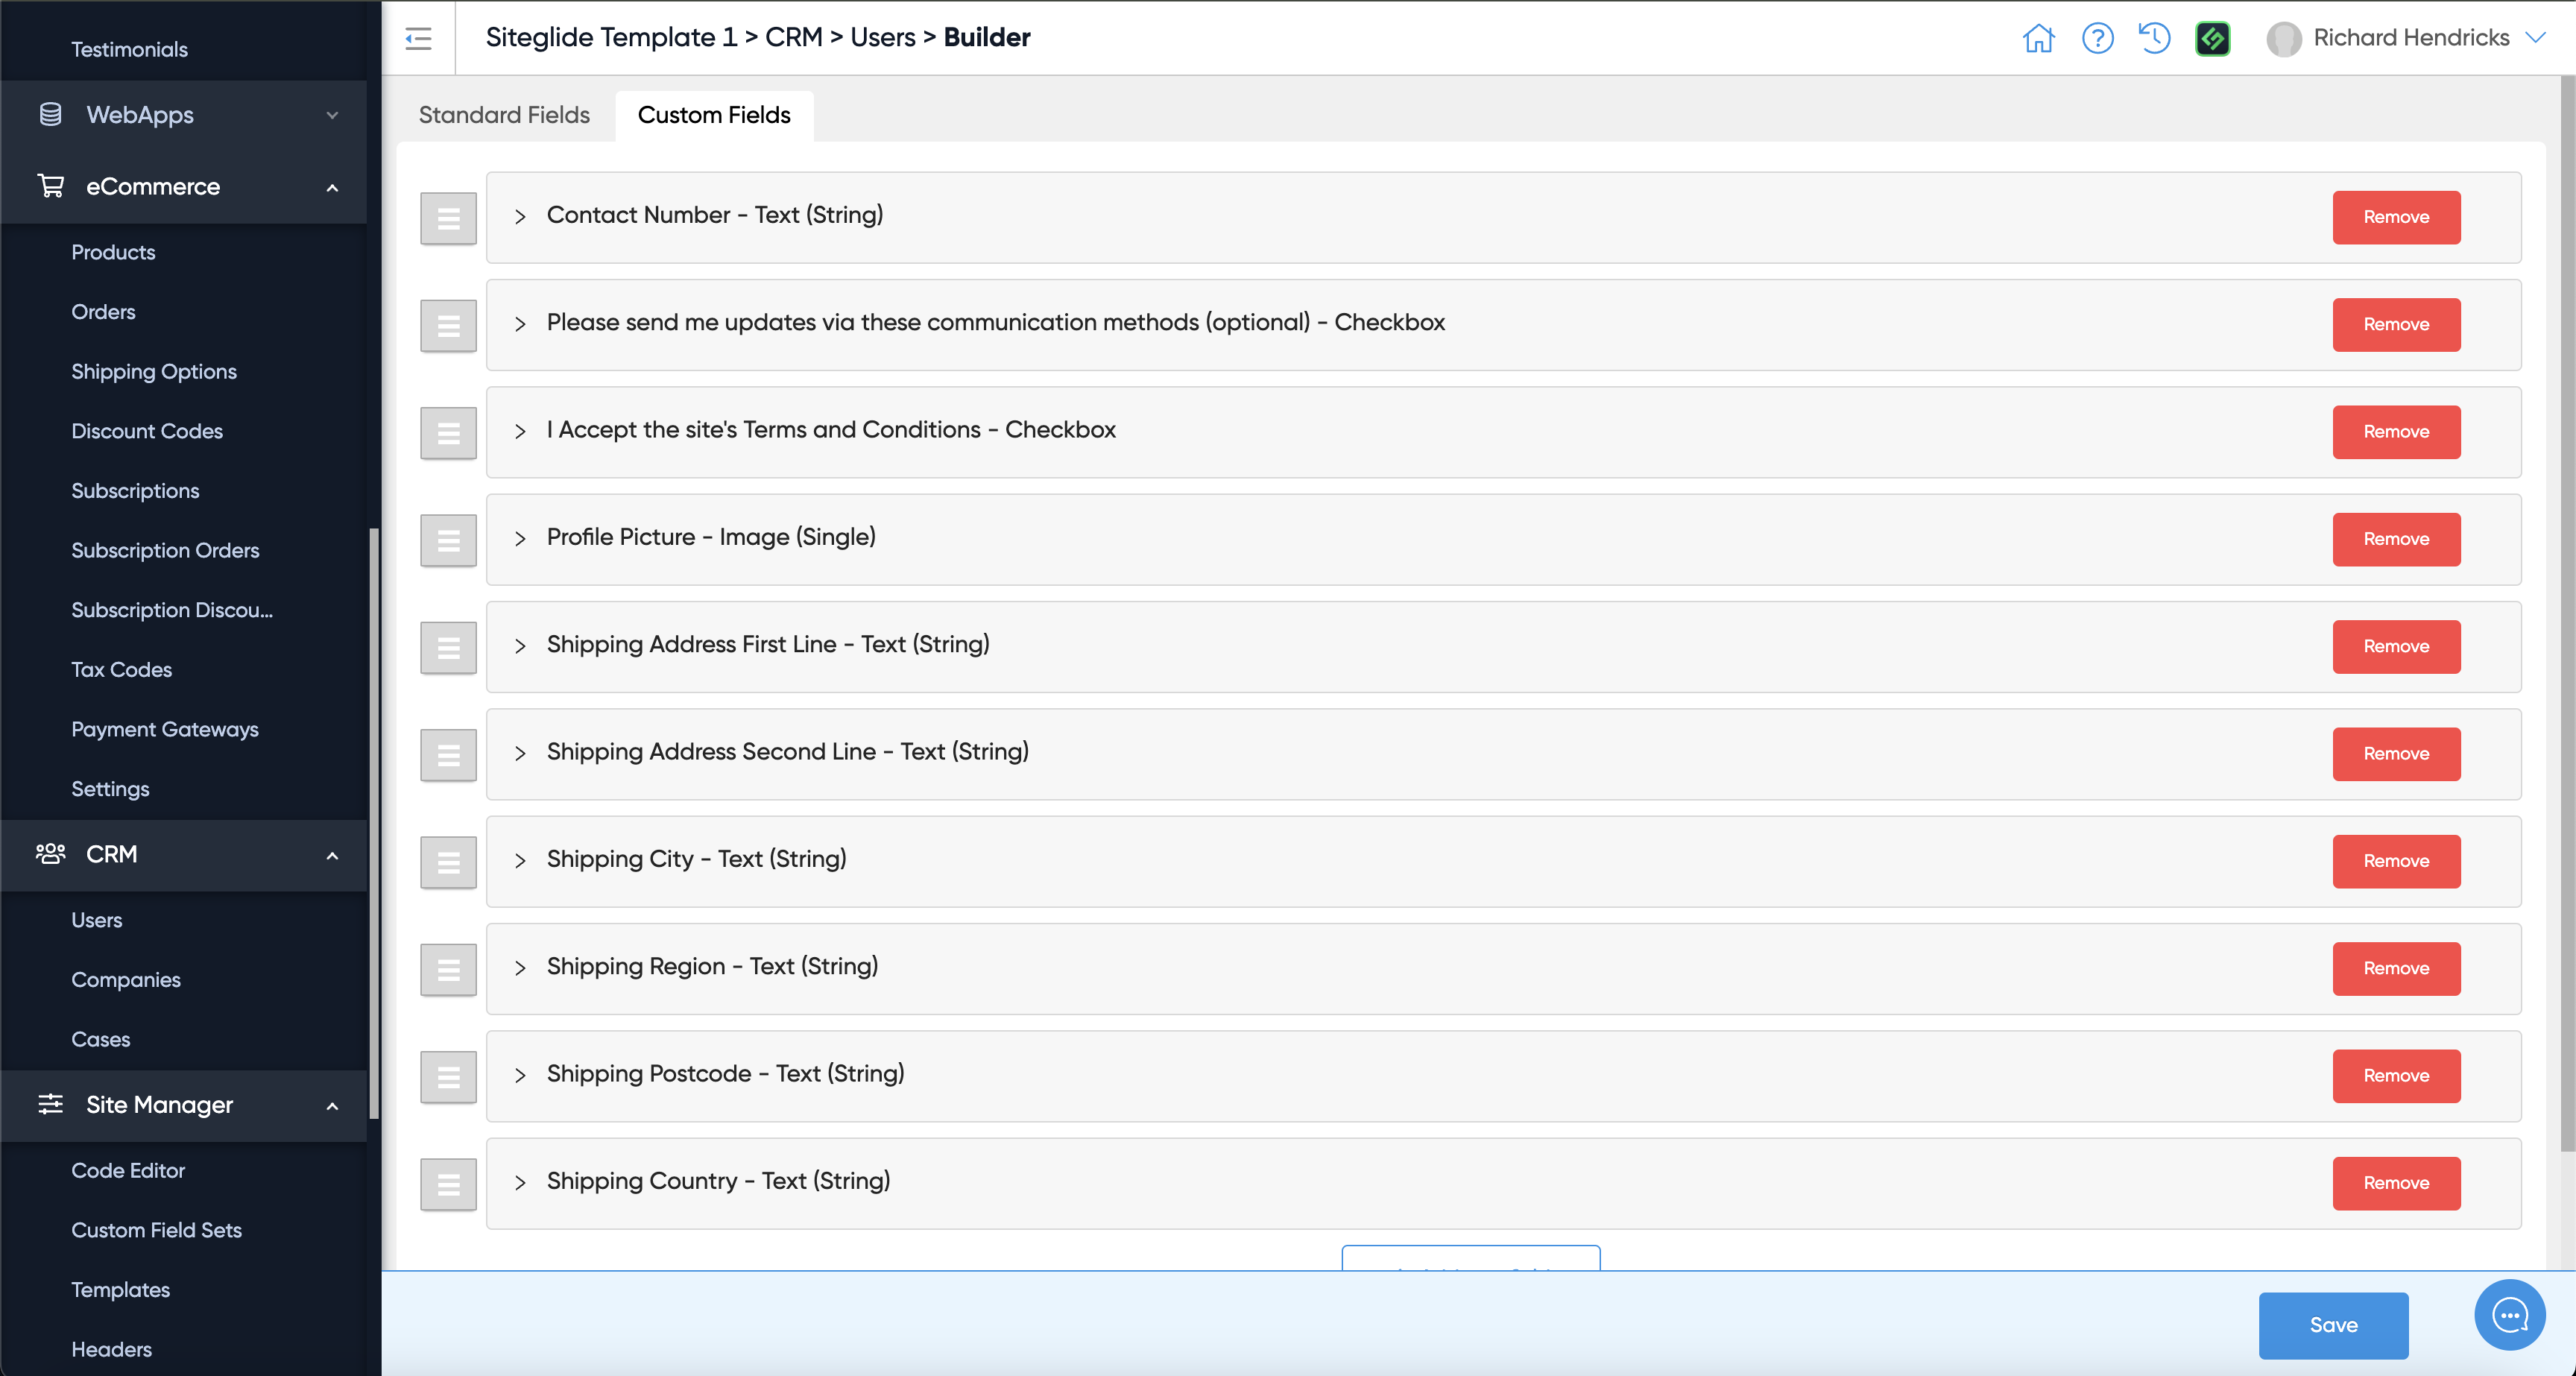 Testimonials
WebApps
eCommerce
Products
Orders
Shipping Options
Discount Codes
Subscriptions
Subscription Orders
Subscription Discou...
Tax Codes
Payment Gateways
Settings
CRM
Users
Companies
Cases
Site Manager
Code Editor
Custom Field Sets
Templates
Headers
Siteglide Template 1 > CRM > Users > Builder
Richard Hendricks
Standard Fields
Custom Fields
Contact Number - Text (String)
Remove
Please send me updates via these communication methods (optional) - Checkbox
Remove
I Accept the site's Terms and Conditions - Checkbox
Remove
Profile Picture - Image (Single)
Remove
Shipping Address First Line - Text (String)
Remove
Shipping Address Second Line - Text (String)
Remove
Shipping City - Text (String)
Remove
Shipping Region - Text (String)
Remove
Shipping Postcode - Text (String)
Remove
Shipping Country - Text (String)
Remove
Save